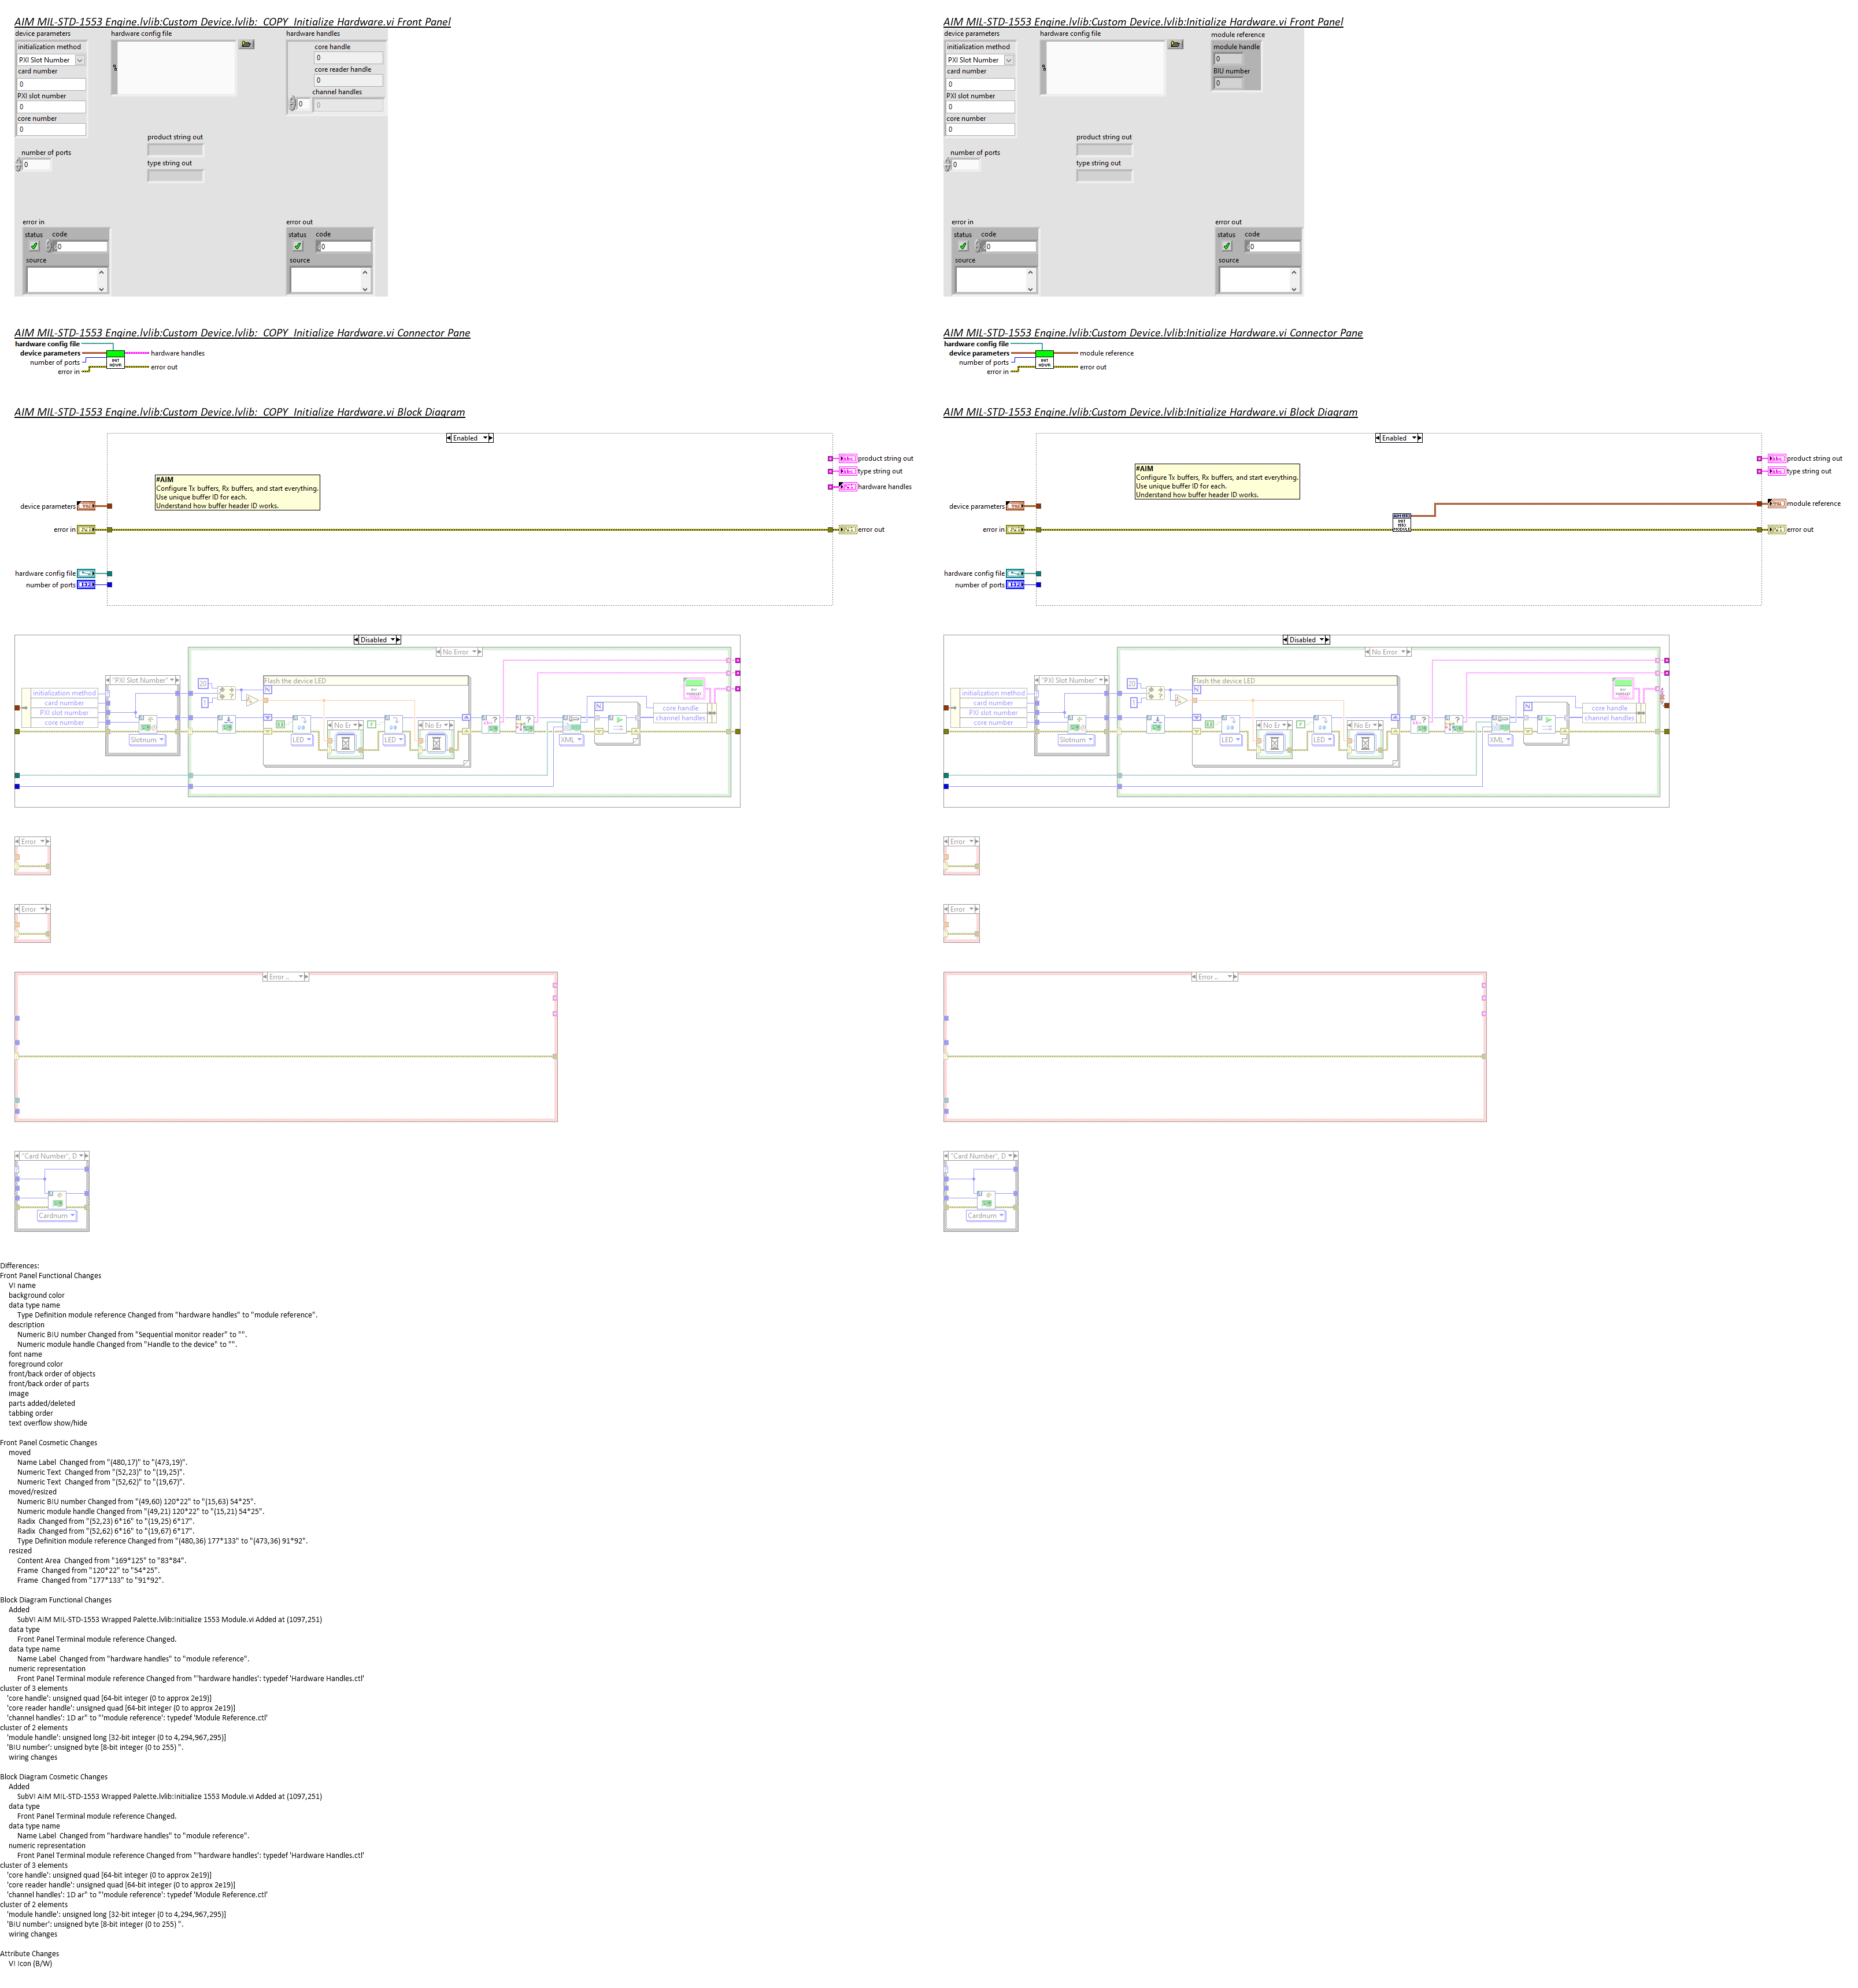 AIM MIL-STD-1553 Engine.lvlib:Custom Device.lvlib:_COPY_Initialize Hardware.vi Front Panel
device parameters
initialization method
PXI Slot Number
card number
0
PXI slot number
0
core number
0
number of ports
0
hardware config file
product string out
type string out
hardware handles
core handle
0
core reader handle
0
channel handles
0
0
error in
status
code
0
source
error out
status
code
0
source
AIM MIL-STD-1553 Engine.lvlib:Custom Device.lvlib:Initialize Hardware.vi Front Panel
device parameters
initialization method
PXI Slot Number
card number
0
PXI slot number
0
core number
0
number of ports
0
hardware config file
product string out
type string out
module reference
module handle
0
BIU number
0
error in
status
code
0
source
error out
status
code
0
source
AIM MIL-STD-1553 Engine.lvlib:Custom Device.lvlib:_COPY_Initialize Hardware.vi Connector Pane
hardware config file
device parameters
number of ports
error in
INIT
HDWR
hardware handles
error out
AIM MIL-STD-1553 Engine.lvlib:Custom Device.lvlib:Initialize Hardware.vi Connector Pane
hardware config file
device parameters
number of ports
error in
INIT
HDWR
module reference
error out
AIM MIL-STD-1553 Engine.lvlib:Custom Device.lvlib:_COPY_Initialize Hardware.vi Block Diagram
Enabled
#AIM
Configure Tx buffers, Rx buffers, and start everything.
Use unique buffer ID for each.
Understand how buffer header ID works.
device parameters
error in
hardware config file
number of ports
product string out
type string out
hardware handles
error out
Disabled
No Error
"PXI Slot Number"
initialization method
card number
PXI slot number
core number
Slotnum
20
1
Flash the device LED
N
LED
No Er
F
LED
No Er
XML
N
core handle
channel handles
Error
Error
Error
"Card Number", D
Cardnum
AIM MIL-STD-1553 Engine.lvlib:Custom Device.lvlib:Initialize Hardware.vi Block Diagram
Enabled
#AIM
Configure Tx buffers, Rx buffers, and start everything.
Use unique buffer ID for each.
Understand how buffer header ID works.
device parameters
error in
hardware config file
number of ports
INIT
1553
MODULE
product string out
type string out
module reference
error out
Disabled
No Error
"PXI Slot Number"
initialization method
card number
PXI slot number
core number
Slotnum
20
1
Flash the device LED
N
LED
No Er
F
LED
No Er
XML
N
core handle
channel handles
Error
Error
Error
"Card Number", D
Cardnum
Differences:
Front Panel Functional Changes
VI name
background color
data type name
Type Definition module reference Changed from "hardware handles" to "module reference".
description
Numeric BIU number Changed from "Sequential monitor reader" to "".
Numeric module handle Changed from "Handle to the device" to "".
font name
foreground color
front/back order of objects
front/back order of parts
image
parts added/deleted
tabbing order
text overflow show/hide
Front Panel Cosmetic Changes
moved
Name Label  Changed from "(480,17)" to "(473,19)".
Numeric Text  Changed from "(52,23)" to "(19,25)".
Numeric Text  Changed from "(52,62)" to "(19,67)".
moved/resized
Numeric BIU number Changed from "(49,60) 120*22" to "(15,63) 54*25".
Numeric module handle Changed from "(49,21) 120*22" to "(15,21) 54*25".
Radix  Changed from "(52,23) 6*16" to "(19,25) 6*17".
Radix  Changed from "(52,62) 6*16" to "(19,67) 6*17".
Type Definition module reference Changed from "(480,36) 177*133" to "(473,36) 91*92".
resized
Content Area  Changed from "169*125" to "83*84".
Frame  Changed from "120*22" to "54*25".
Frame  Changed from "177*133" to "91*92".
Block Diagram Functional Changes
Added
SubVI AIM MIL-STD-1553 Wrapped Palette.lvlib:Initialize 1553 Module.vi Added at (1097,251)
data type
Front Panel Terminal module reference Changed.
data type name
Name Label  Changed from "hardware handles" to "module reference".
numeric representation
Front Panel Terminal module reference Changed from "'hardware handles': typedef 'Hardware Handles.ctl'
cluster of 3 elements
'core handle': unsigned quad [64-bit integer (0 to approx 2e19)]
'core reader handle': unsigned quad [64-bit integer (0 to approx 2e19)]
'channel handles': 1D ar" to "'module reference': typedef 'Module Reference.ctl'
cluster of 2 elements
'module handle': unsigned long [32-bit integer (0 to 4,294,967,295)]
'BIU number': unsigned byte [8-bit integer (0 to 255) ".
wiring changes
Block Diagram Cosmetic Changes
Added
SubVI AIM MIL-STD-1553 Wrapped Palette.lvlib:Initialize 1553 Module.vi Added at (1097,251)
data type
Front Panel Terminal module reference Changed.
data type name
Name Label  Changed from "hardware handles" to "module reference".
numeric representation
Front Panel Terminal module reference Changed from "'hardware handles': typedef 'Hardware Handles.ctl'
cluster of 3 elements
'core handle': unsigned quad [64-bit integer (0 to approx 2e19)]
'core reader handle': unsigned quad [64-bit integer (0 to approx 2e19)]
'channel handles': 1D ar" to "'module reference': typedef 'Module Reference.ctl'
cluster of 2 elements
'module handle': unsigned long [32-bit integer (0 to 4,294,967,295)]
'BIU number': unsigned byte [8-bit integer (0 to 255) ".
wiring changes
Attribute Changes
VI Icon (B/W)